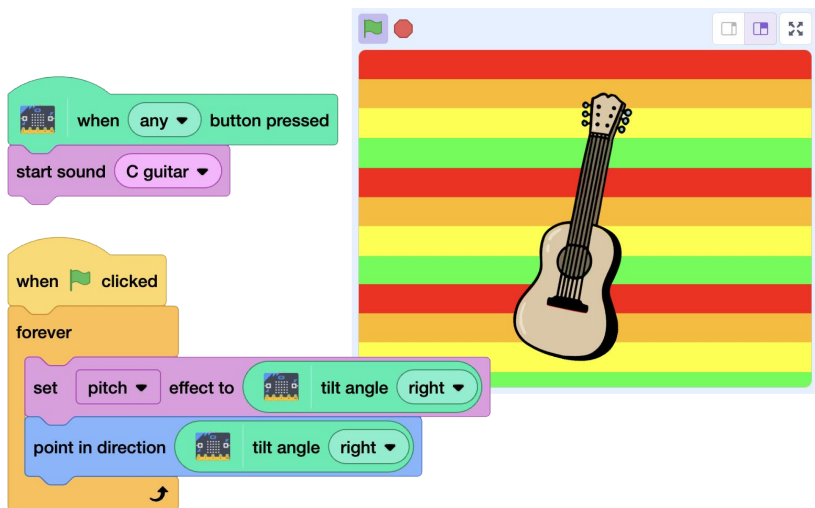 when any button pressed
start sound C guitar
when clicked
forever
set pitch effect to tilt angle right
point in direction tilt angle right